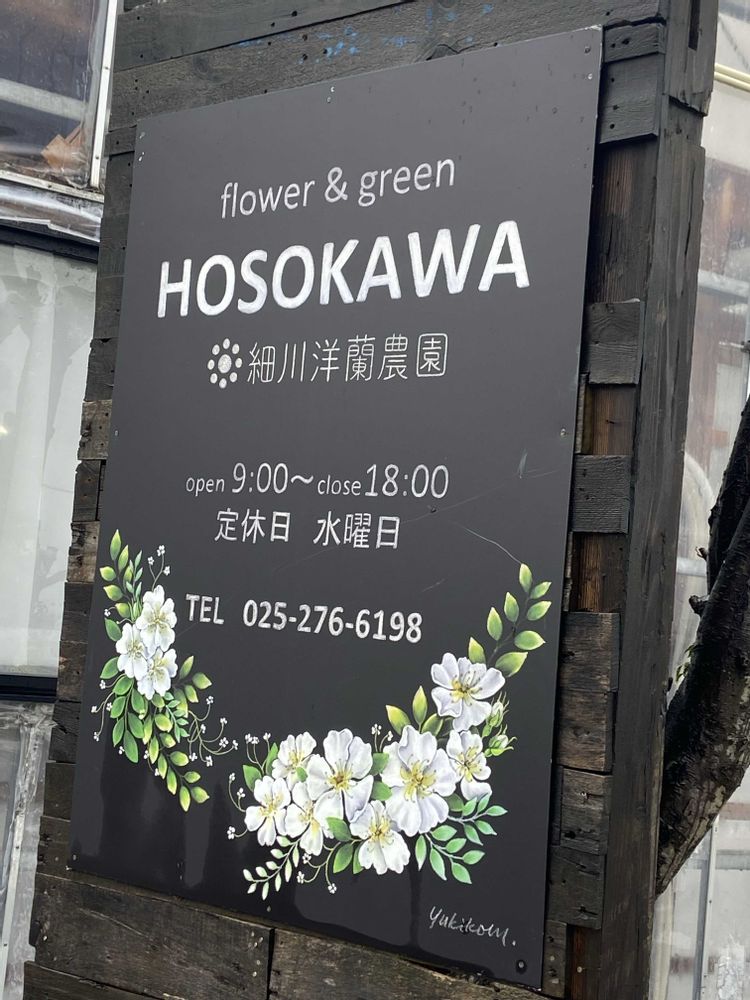 flower & green
HOSOKAWA
細川洋蘭農園
open 9:00〜close 18:00
定休日 水曜日
TEL 025-276-6198
Yukikom.